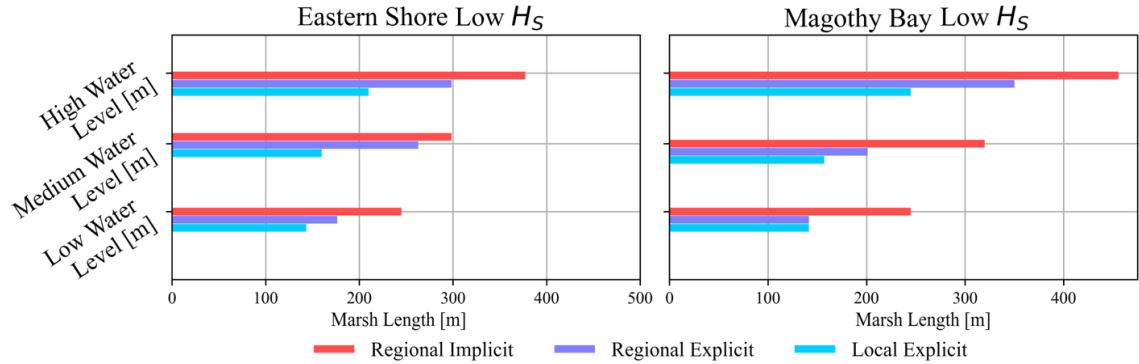 Eastern Shore Low H_S
Magothy Bay Low H_S
High Water
Level [m]
Medium Water
Level [m]
Low Water
Level [m]
0 100 200 300 400 500
0 100 200 300 400
Marsh Length [m]
Marsh Length [m]
Regional Implicit
Regional Explicit
Local Explicit